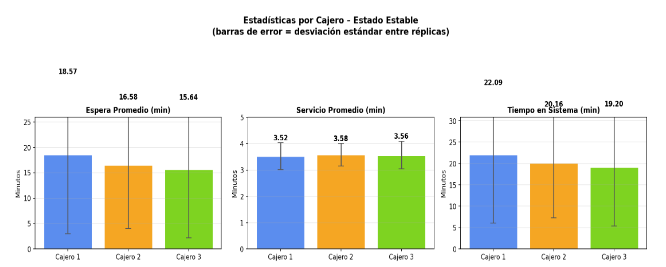 Estadísticas por Cajero – Estado Estable
(barras de error = desviación estándar entre réplicas)
18.57
16.58
15.64
Espera Promedio (min)
25
20
15
10
5
0
Minutos
Cajero 1
Cajero 2
Cajero 3
Servicio Promedio (min)
3.52
3.58
3.56
5
4
3
2
1
0
Minutos
Cajero 1
Cajero 2
Cajero 3
22.09
20.16
19.20
Tiempo en Sistema (min)
30
25
20
15
10
5
0
Minutos
Cajero 1
Cajero 2
Cajero 3